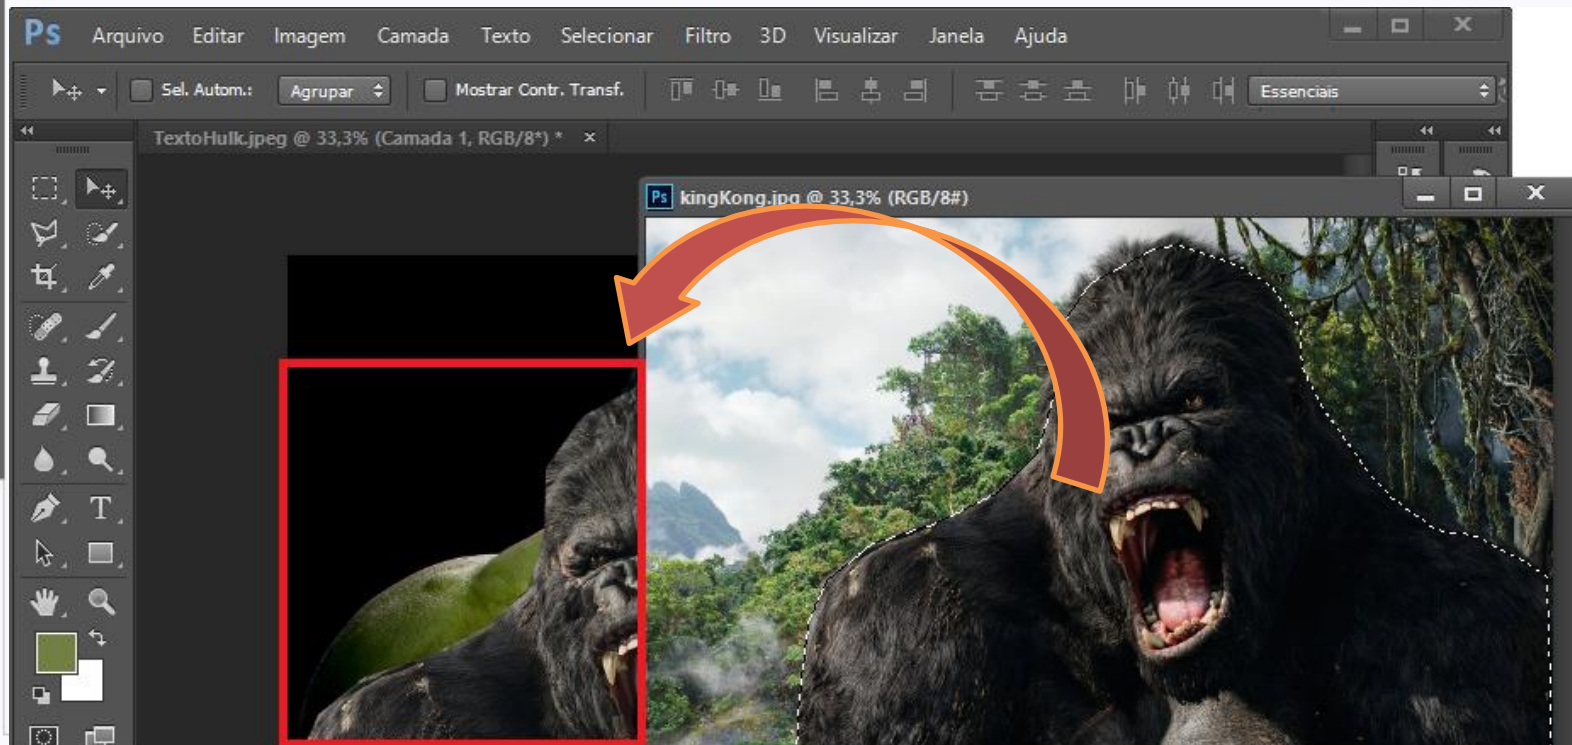 Ps Arquivo Editar Imagem Camada Texto Selecionar Filtro 3D Visualizar Janela Ajuda
Sel. Autom.: Agrupar Mostrar Contr. Transf. Essenciais
TextoHulk.jpeg @ 33,3% (Camada 1, RGB/8*) * ×
Ps kingKong.jpg @ 33,3% (RGB/8#)
T